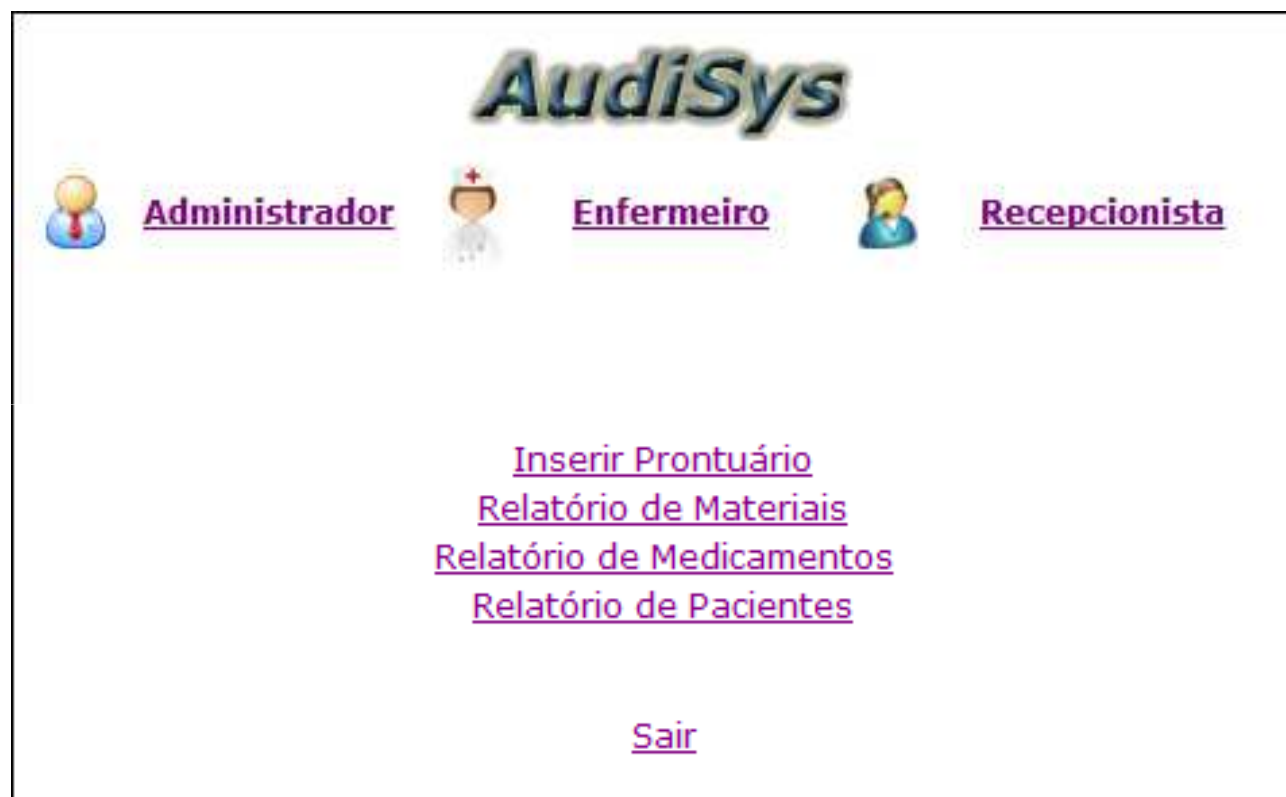 AudiSys
Administrador Enfermeiro Recepcionista
Inserir Prontuário
Relatório de Materiais
Relatório de Medicamentos
Relatório de Pacientes
Sair